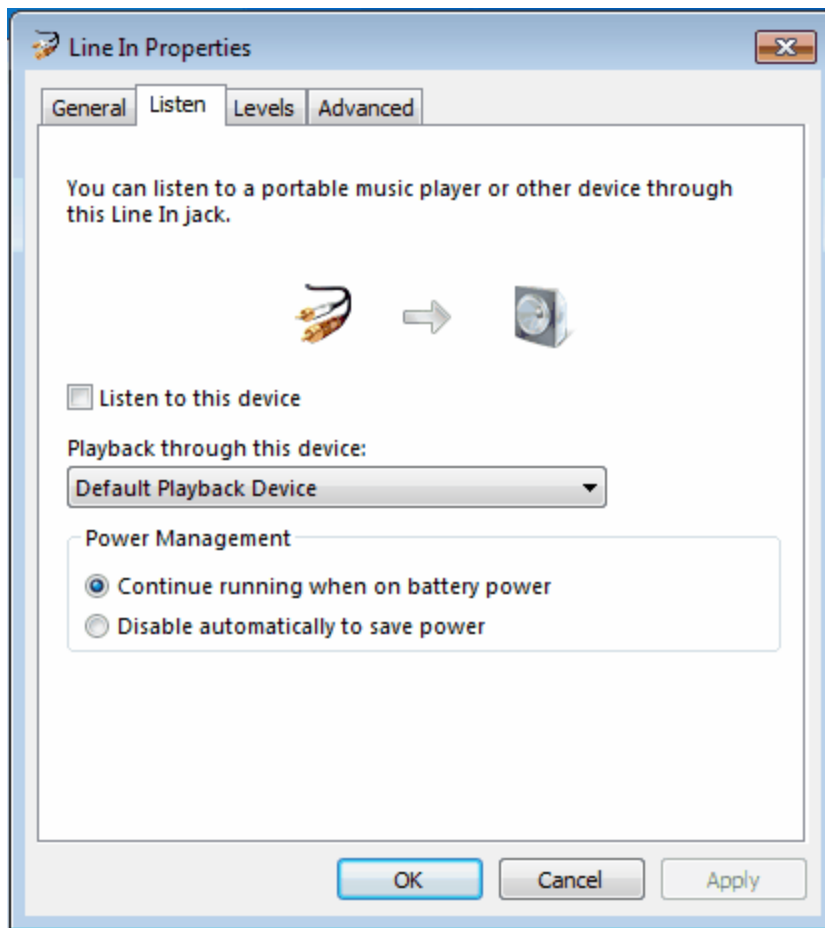 Line In Properties
General Listen Levels Advanced
You can listen to a portable music player or other device through
this Line In jack.
Listen to this device
Playback through this device:
Default Playback Device
Power Management
Continue running when on battery power
Disable automatically to save power
OK Cancel Apply